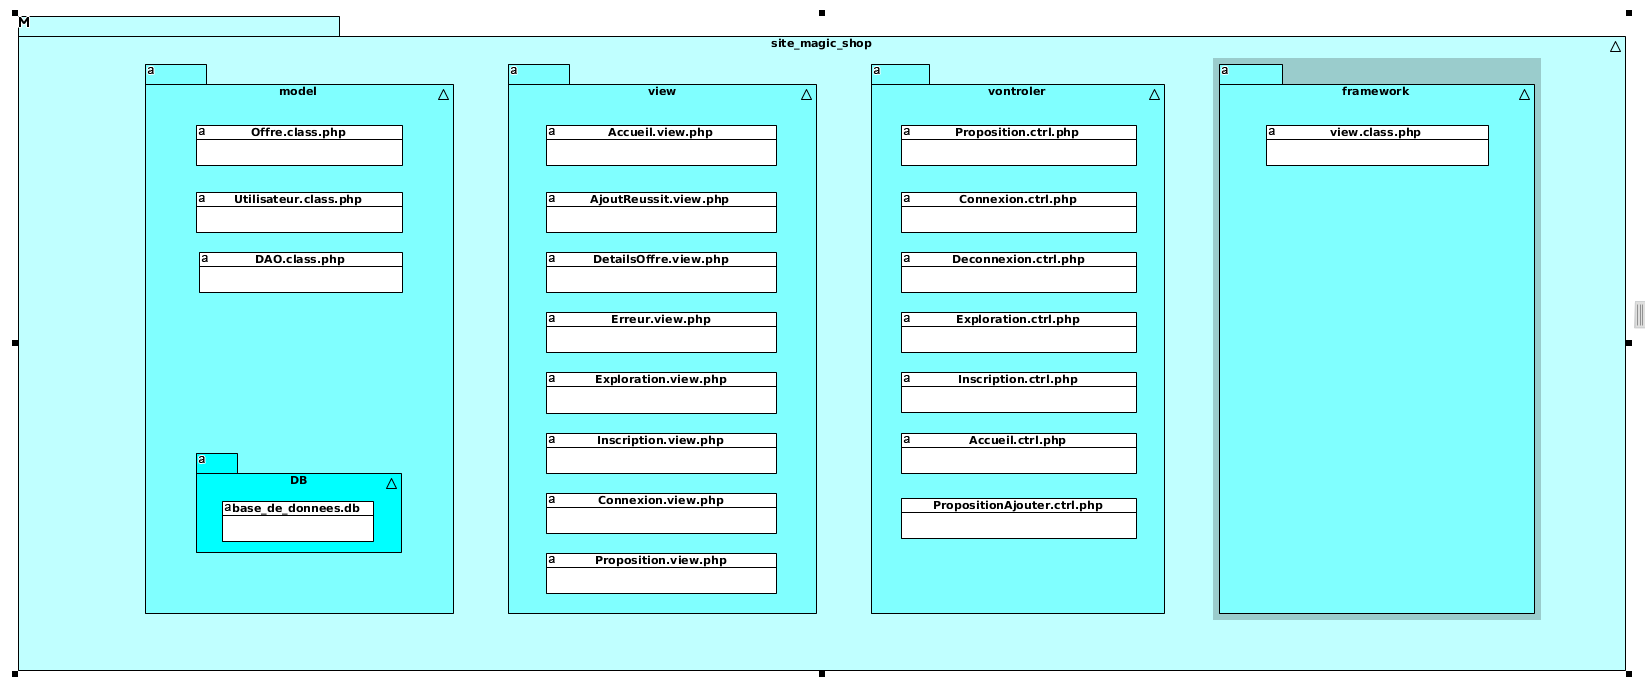 M
site_magic_shop
a
model
a Offre.class.php
a Utilisateur.class.php
a DAO.class.php
a
DB
a base_de_donnees.db
a
view
a Accueil.view.php
a AjoutReussit.view.php
a DetailsOffre.view.php
a Erreur.view.php
a Exploration.view.php
a Inscription.view.php
a Connexion.view.php
a Proposition.view.php
a
vontroler
a Proposition.ctrl.php
a Connexion.ctrl.php
a Deconnexion.ctrl.php
a Exploration.ctrl.php
a Inscription.ctrl.php
a Accueil.ctrl.php
PropositionAjouter.ctrl.php
a
framework
a view.class.php